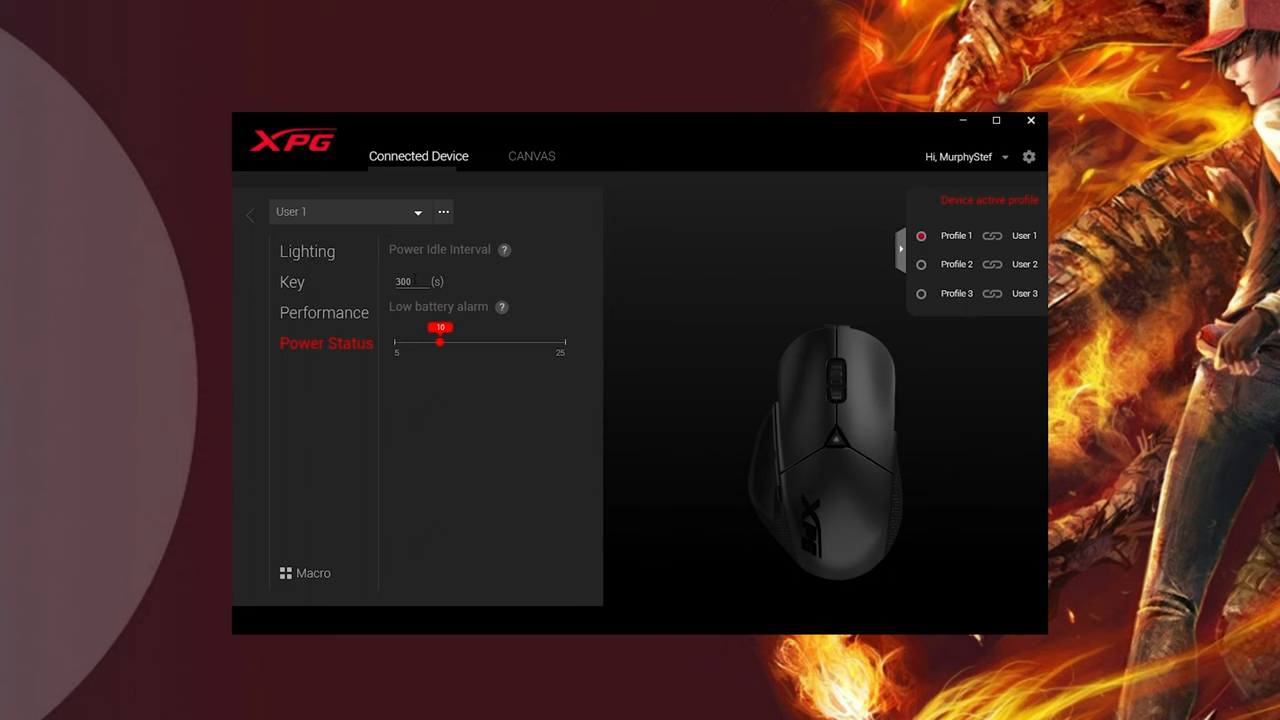 XPG
Connected Device
CANVAS
Hi, MurphyStef
User 1
...
Lighting
Key
Performance
Power Status
Macro
Power Idle Interval ?
300 (s)
Low battery alarm ?
10
5 25
Device active profile
Profile 1 User 1
Profile 2 User 2
Profile 3 User 3
XPG